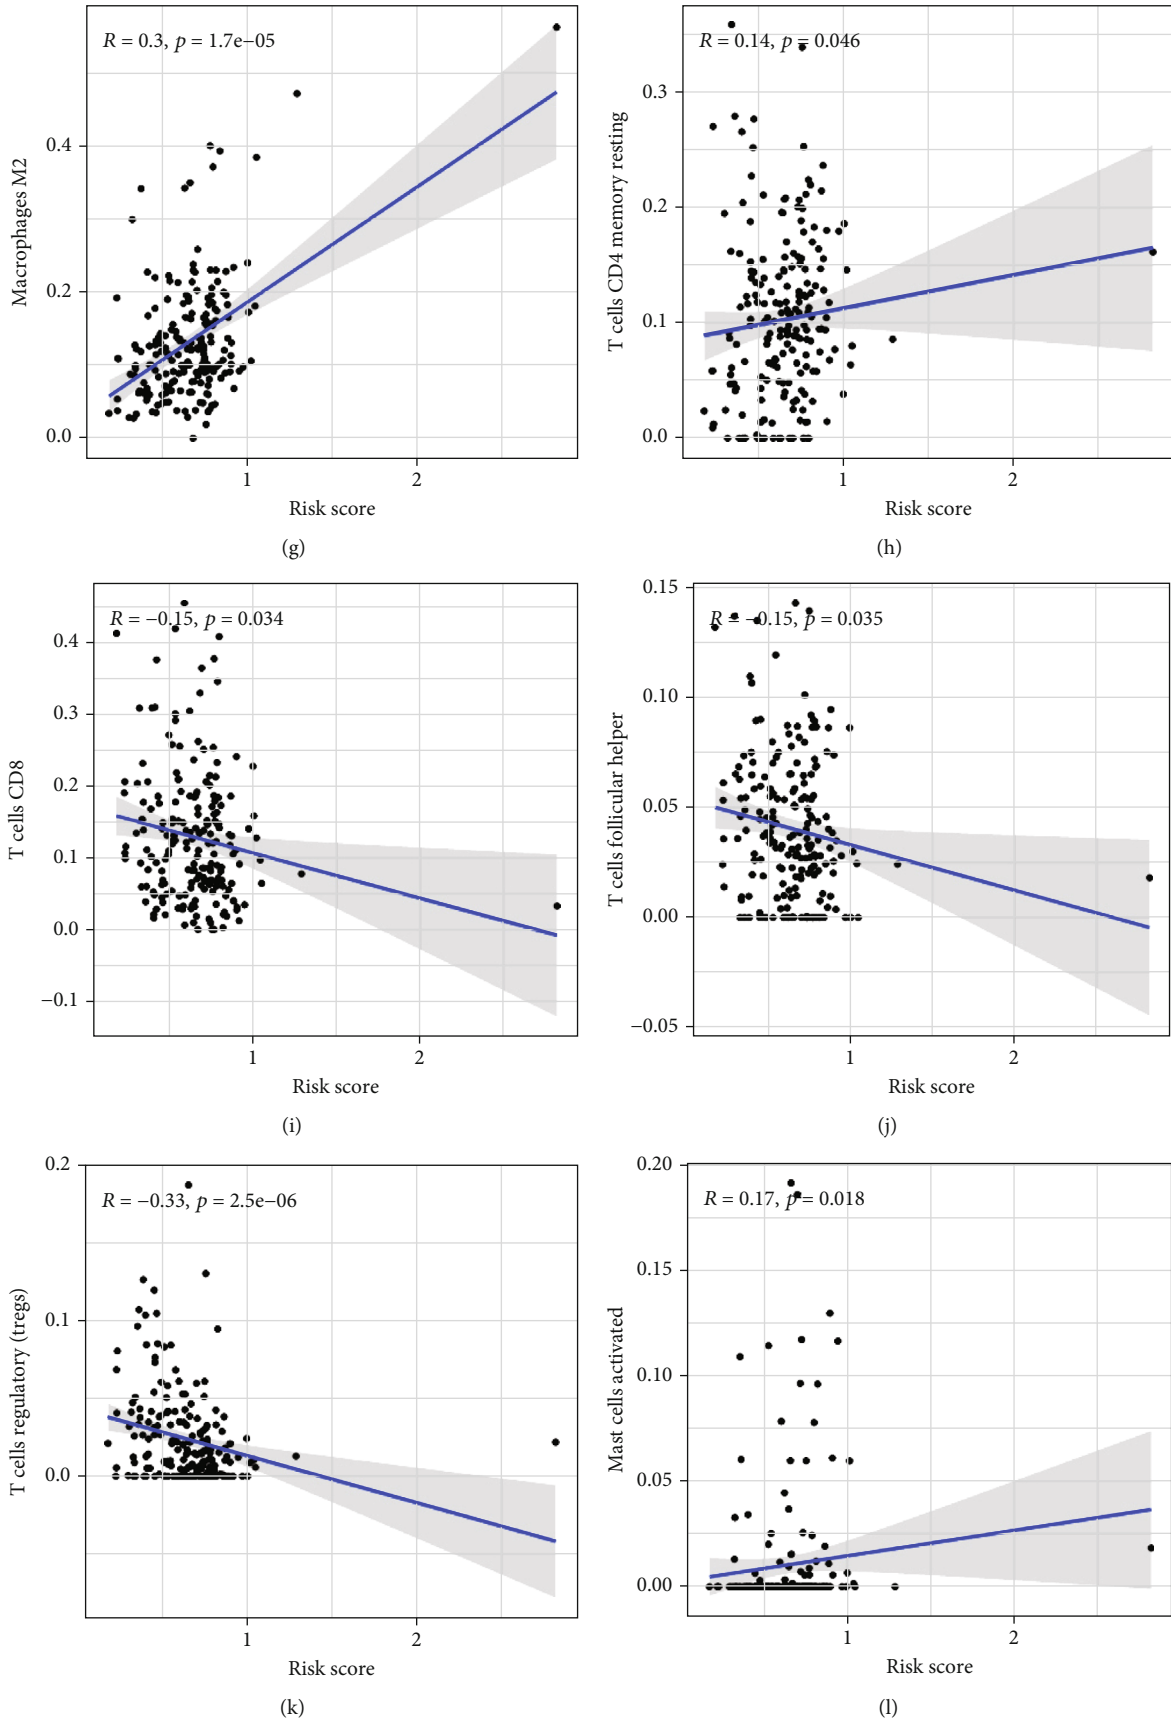 R = 0.3, p = 1.7e−05
Macrophages M2
0.4
0.2
0.0
1
2
Risk score
(g)
R = 0.14, p = 0.046
T cells CD4 memory resting
0.3
0.2
0.1
0.0
1
2
Risk score
(h)
R = −0.15, p = 0.034
T cells CD8
0.4
0.3
0.2
0.1
0.0
−0.1
1
2
Risk score
(i)
R = −0.15, p = 0.035
T cells follicular helper
0.15
0.10
0.05
0.00
−0.05
1
2
Risk score
(j)
R = −0.33, p = 2.5e−06
T cells regulatory (tregs)
0.2
0.1
0.0
1
2
Risk score
(k)
R = 0.17, p = 0.018
Mast cells activated
0.20
0.15
0.10
0.05
0.00
1
2
Risk score
(l)